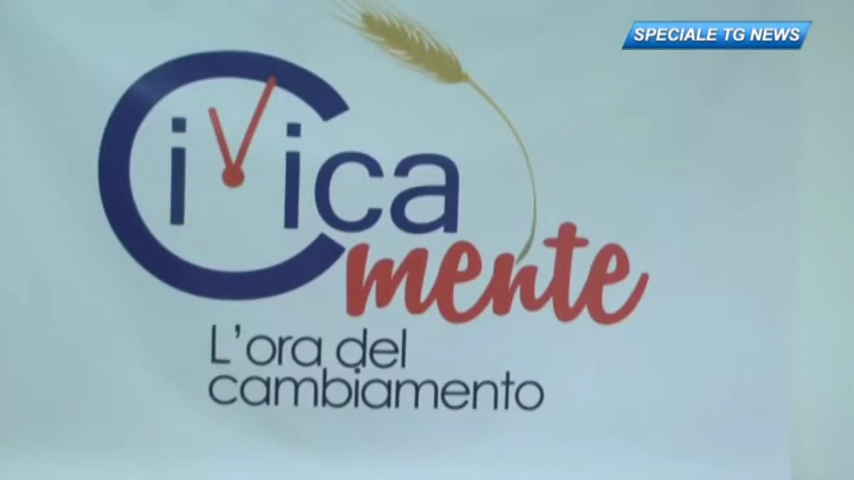 SPECIALE TG NEWS
Civica
mente
L'ora del
cambiamento